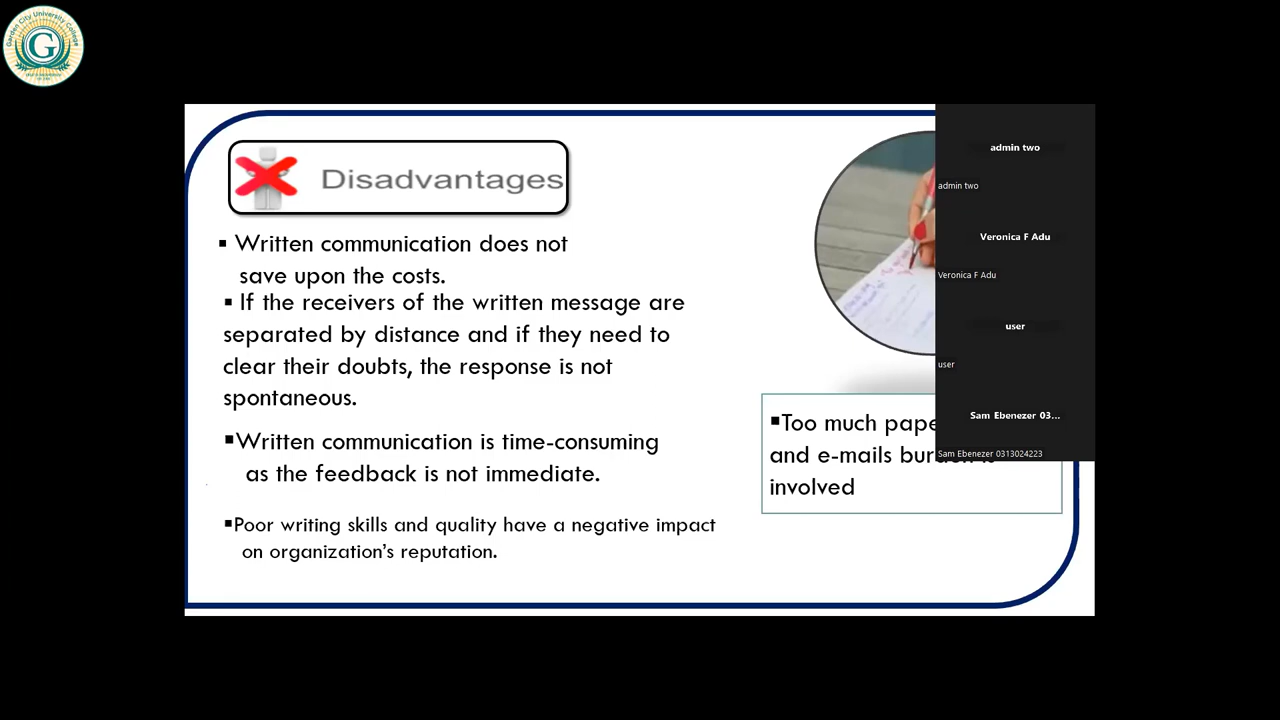 Garden City University College
G
Disadvantages
▪ Written communication does not
save upon the costs.
▪ If the receivers of the written message are
separated by distance and if they need to
clear their doubts, the response is not
spontaneous.
▪Written communication is time-consuming
as the feedback is not immediate.
▪Poor writing skills and quality have a negative impact
on organization's reputation.
▪Too much
and e-mails
involved
admin two
admin two
Veronica F Adu
Veronica F Adu
user
user
Sam Ebenezer 03...
Sam Ebenezer 0313024223